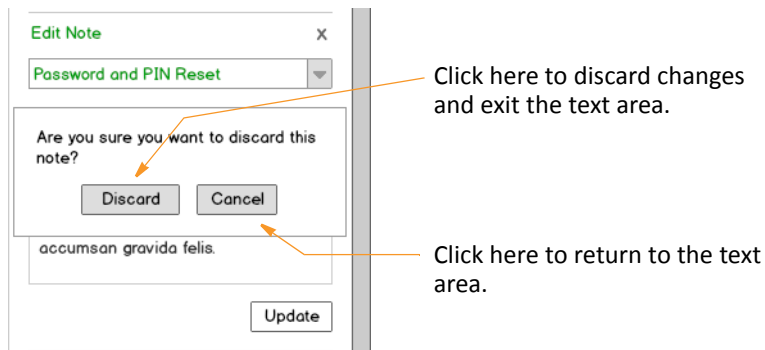 Edit Note
X
Password and PIN Reset
Click here to discard changes
and exit the text area.
Are you sure you want to discard this
note?
Discard
Cancel
accumsan gravida felis.
Click here to return to the text
area.
Update